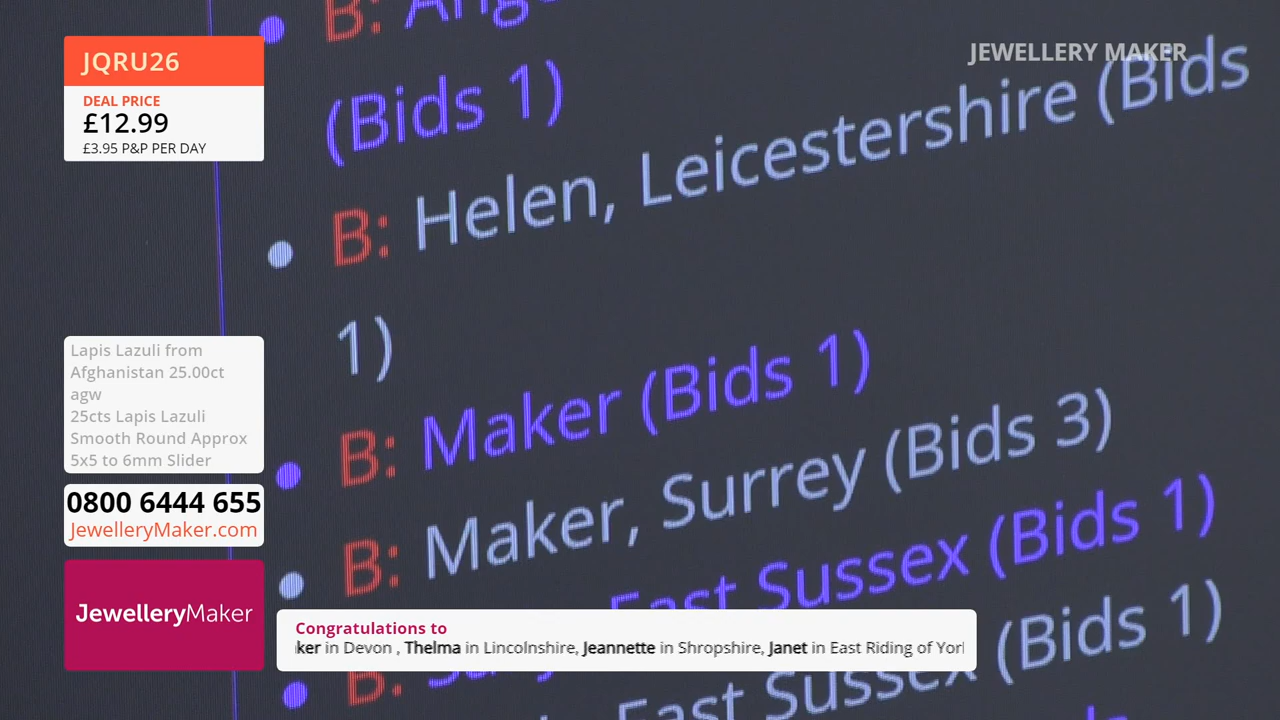 JQRU26
DEAL PRICE
£12.99
£3.95 P&P PER DAY
JEWELLERY MAKER
B:
(Bids 1)
B: Helen, Leicestershire (Bids
1)
B: Maker (Bids 1)
B: Maker, Surrey (Bids 3)
East Sussex (Bids 1)
B:
East Sussex (Bids 1)
Lapis Lazuli from
Afghanistan 25.00ct
agw
25cts Lapis Lazuli
Smooth Round Approx
5x5 to 6mm Slider
0800 6444 655
JewelleryMaker.com
JewelleryMaker
Congratulations to
ker in Devon , Thelma in Lincolnshire, Jeannette in Shropshire, Janet in East Riding of Yor